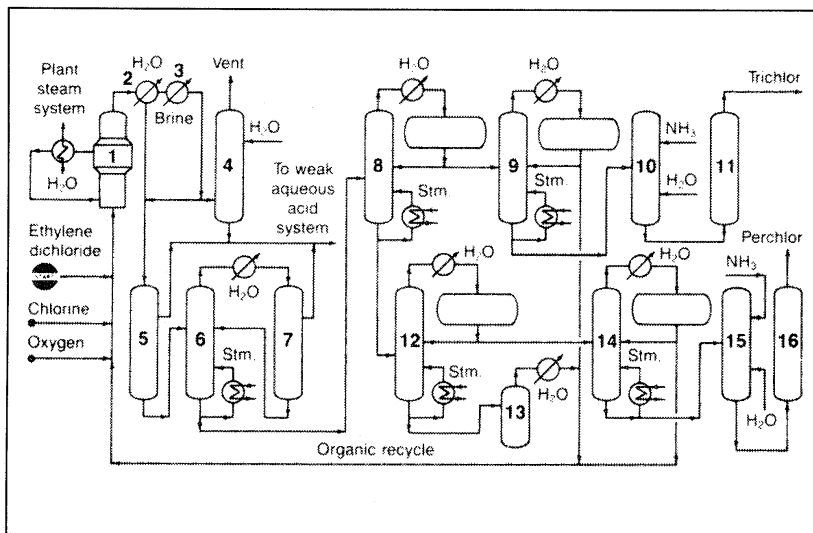 Plant
steam
system
H₂O
2
H₂O
3
Brine
1
Vent
4
H₂O
To weak
aqueous
acid
system
Ethylene
dichloride
Chlorine
Oxygen
5
6
H₂O
7
Stm.
H₂O
8
Stm.
H₂O
9
Stm.
10
NH₃
H₂O
11
Trichlor
H₂O
12
Stm.
13
H₂O
H₂O
14
Stm.
NH₃
15
H₂O
Perchlor
16
Organic recycle